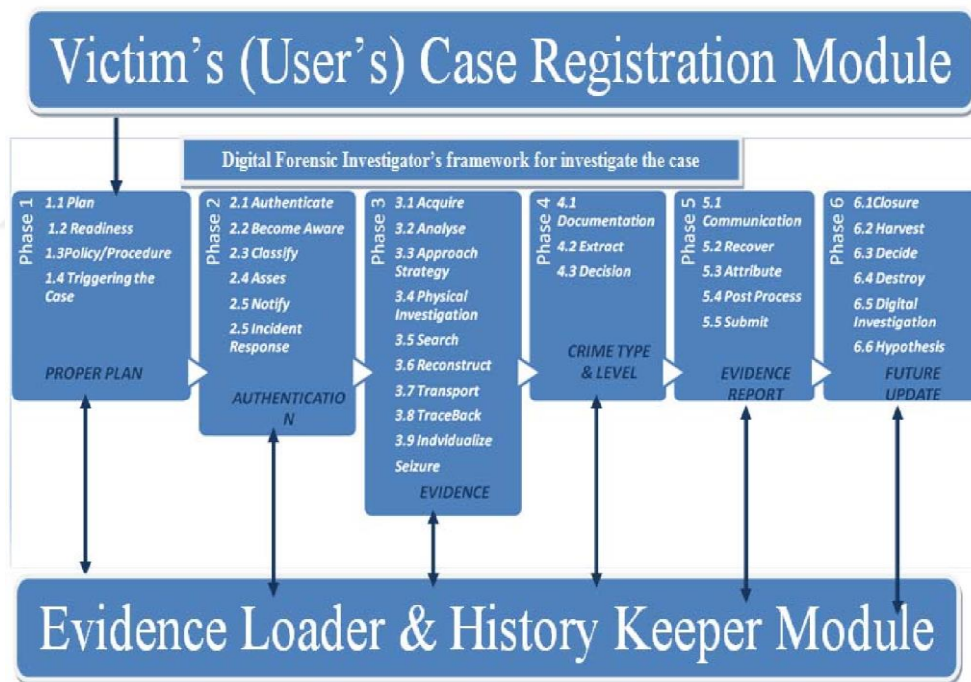 Victim's (User's) Case Registration Module
Digital Forensic Investigator's framework for investigate the case
Phase 1
1.1 Plan
1.2 Readiness
1.3Policy/Procedure
1.4 Triggering the
Case
PROPER PLAN
Phase 2
2.1 Authenticate
2.2 Become Aware
2.3 Classify
2.4 Asses
2.5 Notify
2.5 Incident
Response
AUTHENTICATIO
N
Phase 3
3.1 Acquire
3.2 Analyse
3.3 Approach
Strategy
3.4 Physical
Investigation
3.5 Search
3.6 Reconstruct
3.7 Transport
3.8 TraceBack
3.9 Indvidualize
Seizure
EVIDENCE
Phase 4
4.1
Documentation
4.2 Extract
4.3 Decision
CRIME TYPE
& LEVEL
Phase 5
5.1
Communication
5.2 Recover
5.3 Attribute
5.4 Post Process
5.5 Submit
EVIDENCE
REPORT
Phase 6
6.1Closure
6.2 Harvest
6.3 Decide
6.4 Destroy
6.5 Digital
Investigation
6.6 Hypothesis
FUTURE
UPDATE
Evidence Loader & History Keeper Module